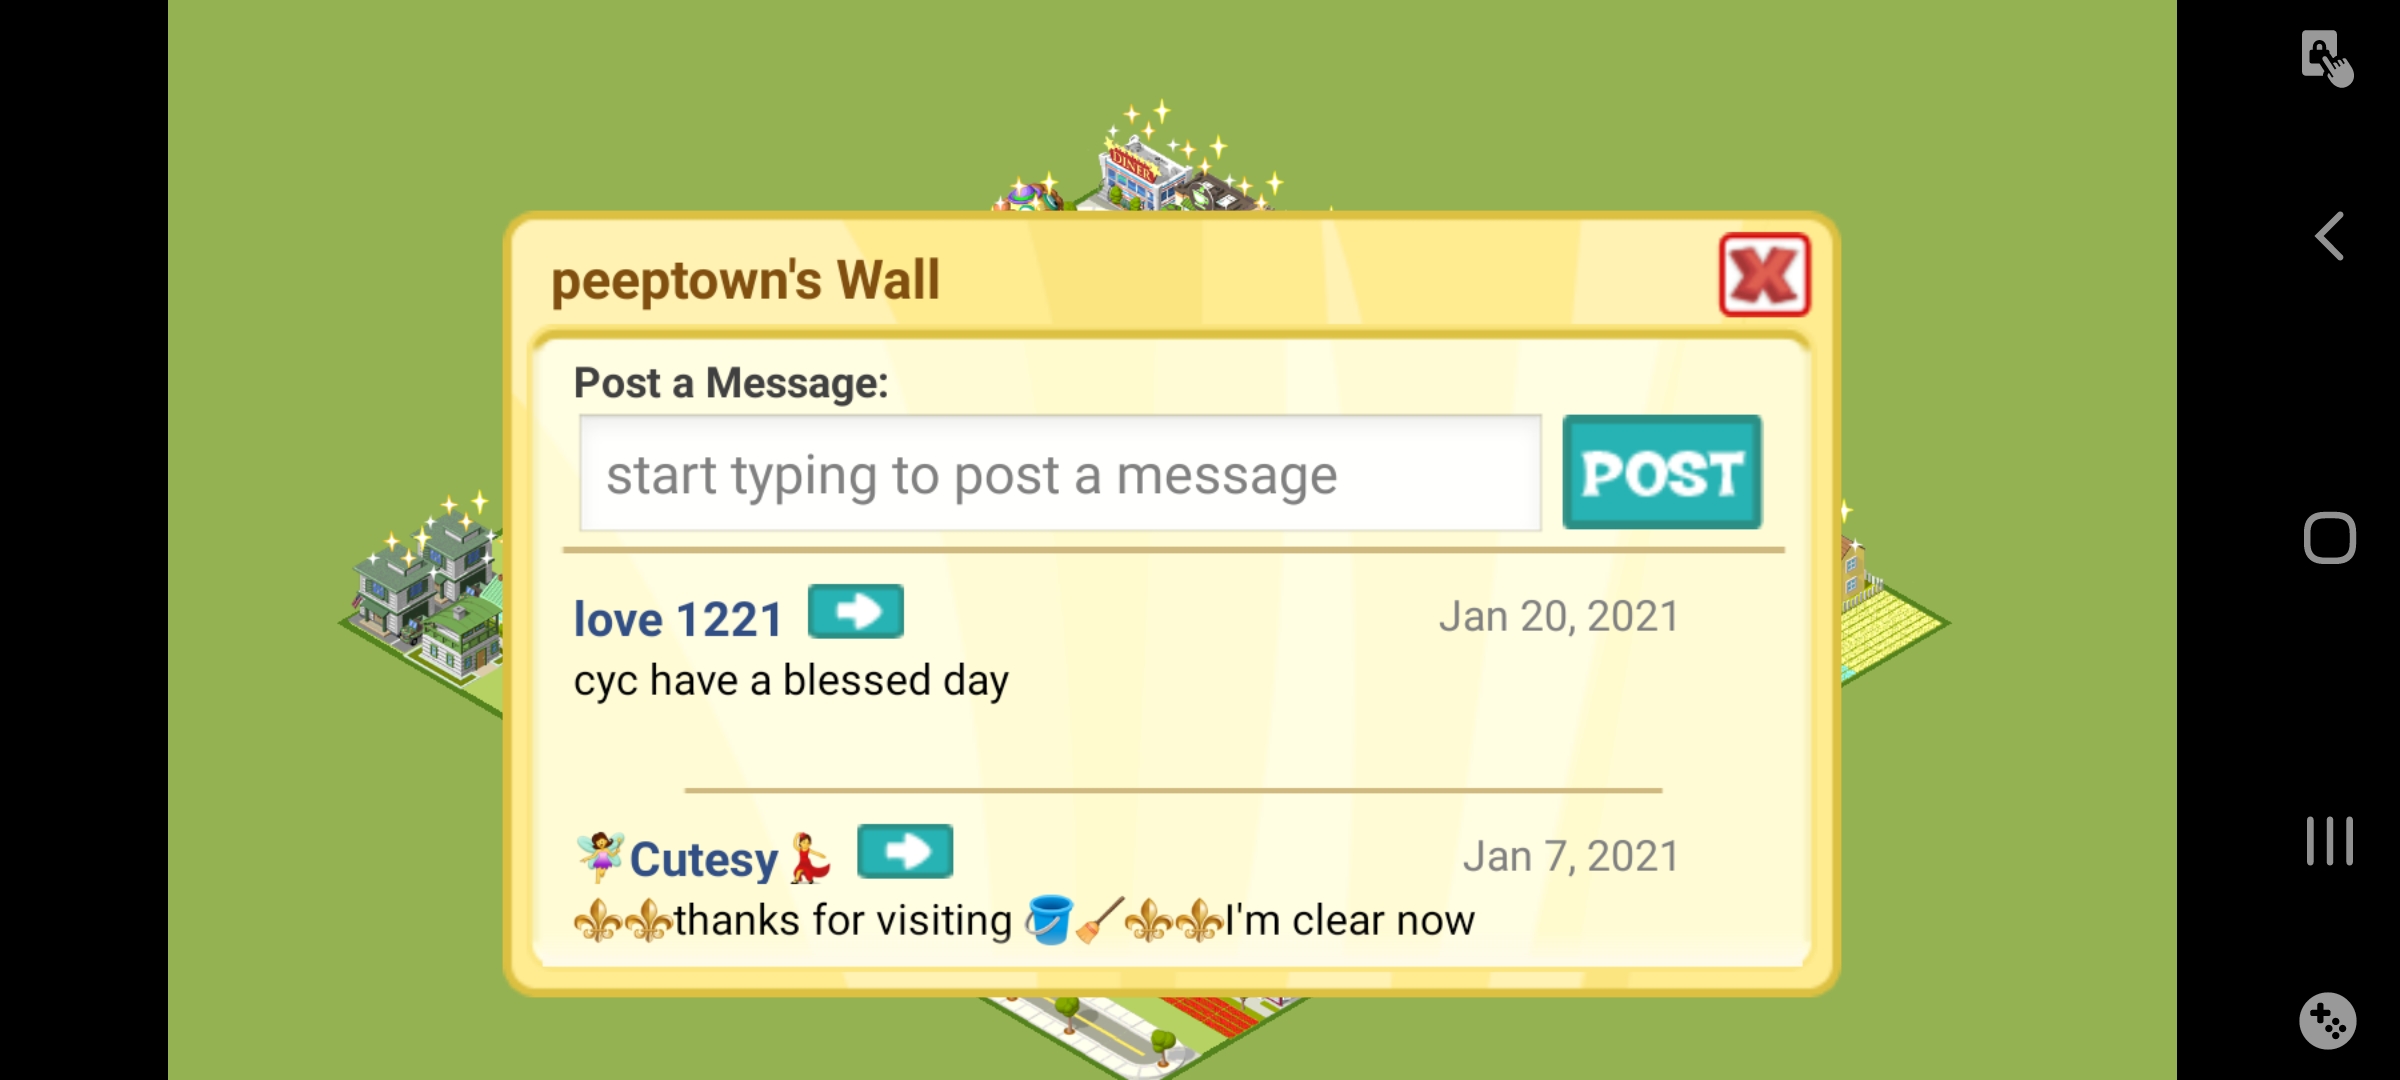 DINER
peeptown's Wall
Post a Message:
start typing to post a message
POST
love 1221
Jan 20, 2021
cyc have a blessed day
🧚‍♀️Cutesy💃
Jan 7, 2021
⚜️⚜️thanks for visiting 🪣🧹⚜️⚜️I'm clear now